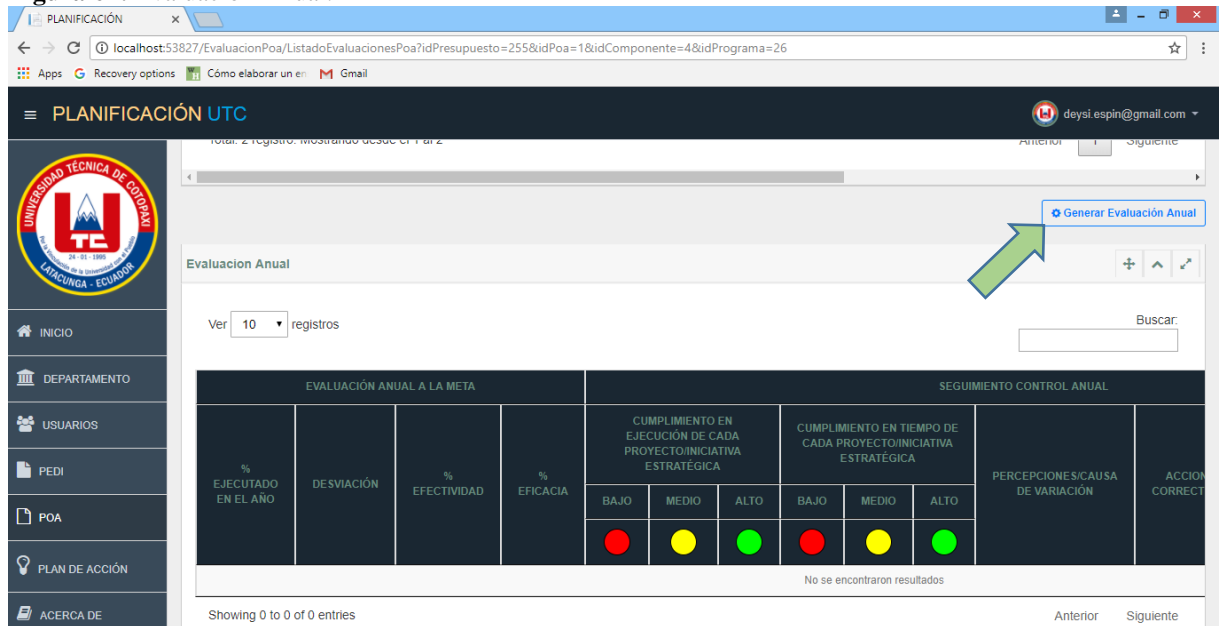 PLANIFICACIÓN
localhost:53827/EvaluacionPoa/ListadoEvaluacionesPoa?idPresupuesto=255&idPoa=1&idComponente=4&idPrograma=26
Apps Recovery options Cómo elaborar un en Gmail
PLANIFICACIÓN UTC
deysi.espin@gmail.com
Anterior 1 Siguiente
UNIVERSIDAD TÉCNICA DE COTOPAXI
UTC
24 - 01 - 1995
LATACUNGA - ECUADOR
Generar Evaluación Anual
Evaluacion Anual
Ver 10 registros
Buscar:
INICIO
DEPARTAMENTO
USUARIOS
PEDI
POA
PLAN DE ACCIÓN
ACERCA DE
EVALUACIÓN ANUAL A LA META
SEGUIMIENTO CONTROL ANUAL
%
EJECUTADO
EN EL AÑO
DESVIACIÓN
%
EFECTIVIDAD
%
EFICACIA
CUMPLIMIENTO EN
EJECUCIÓN DE CADA
PROYECTO/INICIATIVA
ESTRATÉGICA
CUMPLIMIENTO EN TIEMPO DE
CADA PROYECTO/INICIATIVA
ESTRATÉGICA
PERCEPCIONES/CAUSA
DE VARIACIÓN
ACCION
CORRECT
BAJO MEDIO ALTO BAJO MEDIO ALTO
No se encontraron resultados
Showing 0 to 0 of 0 entries
Anterior Siguiente